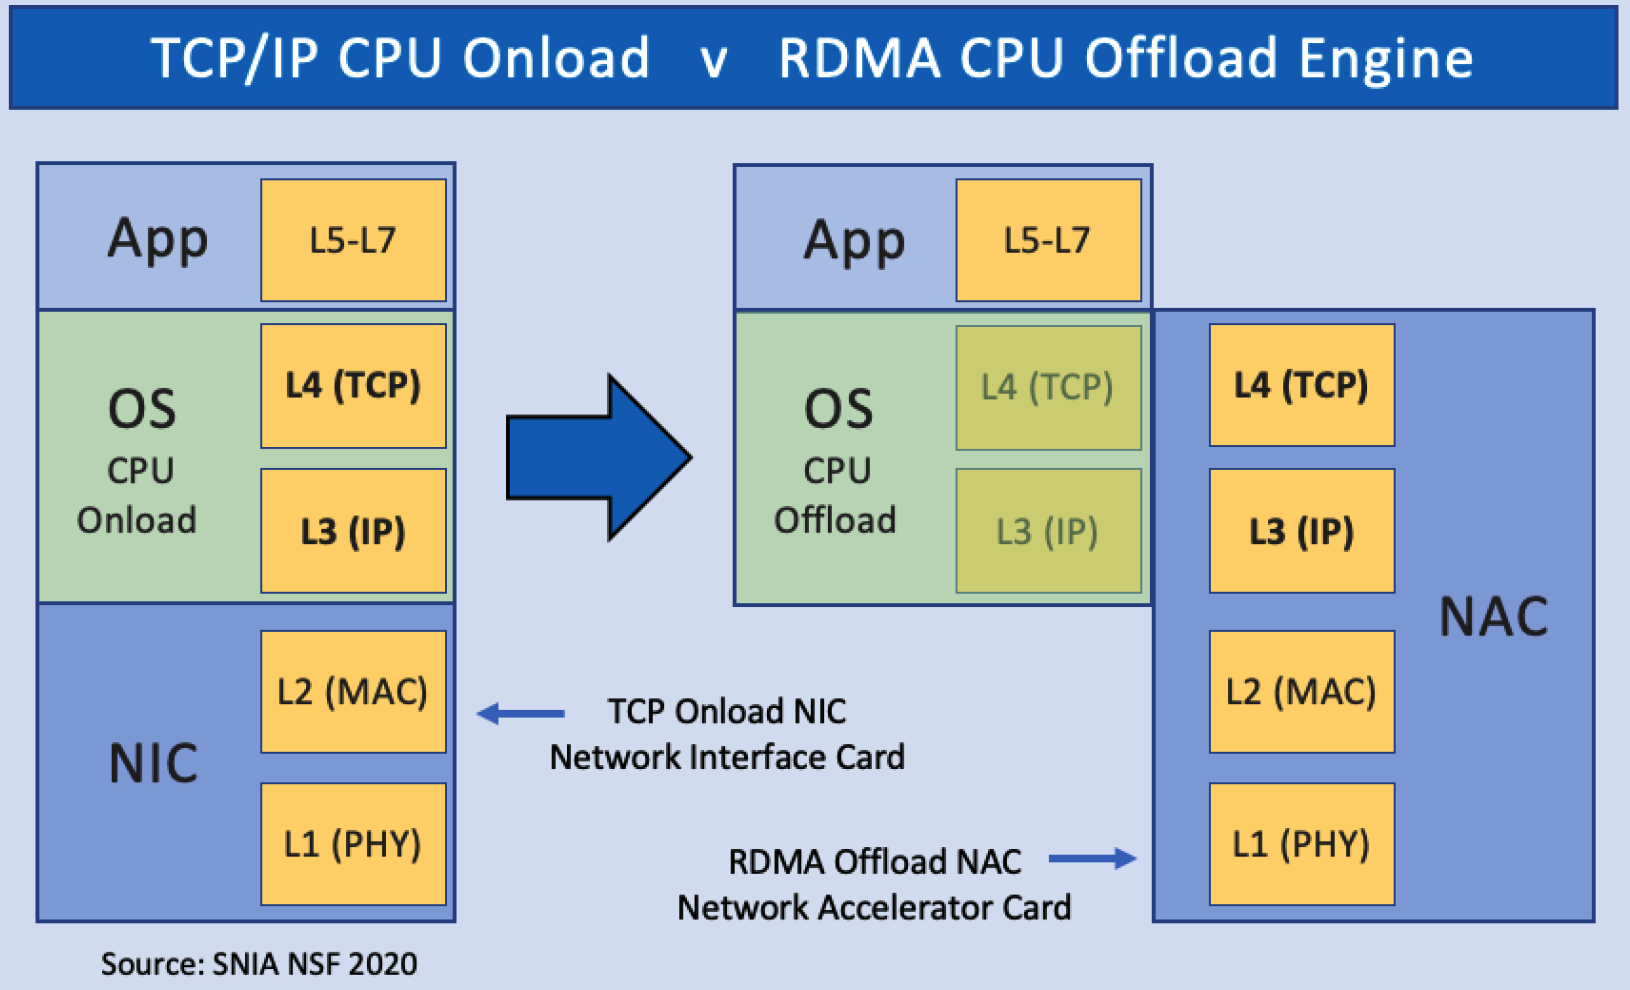 TCP/IP CPU Onload v RDMA CPU Offload Engine
App
L5-L7
OS
CPU
Onload
L4 (TCP)
L3 (IP)
NIC
L2 (MAC)
L1 (PHY)
TCP Onload NIC
Network Interface Card
App
L5-L7
OS
CPU
Offload
L4 (TCP)
L3 (IP)
L4 (TCP)
L3 (IP)
L2 (MAC)
L1 (PHY)
NAC
RDMA Offload NAC
Network Accelerator Card
Source: SNIA NSF 2020